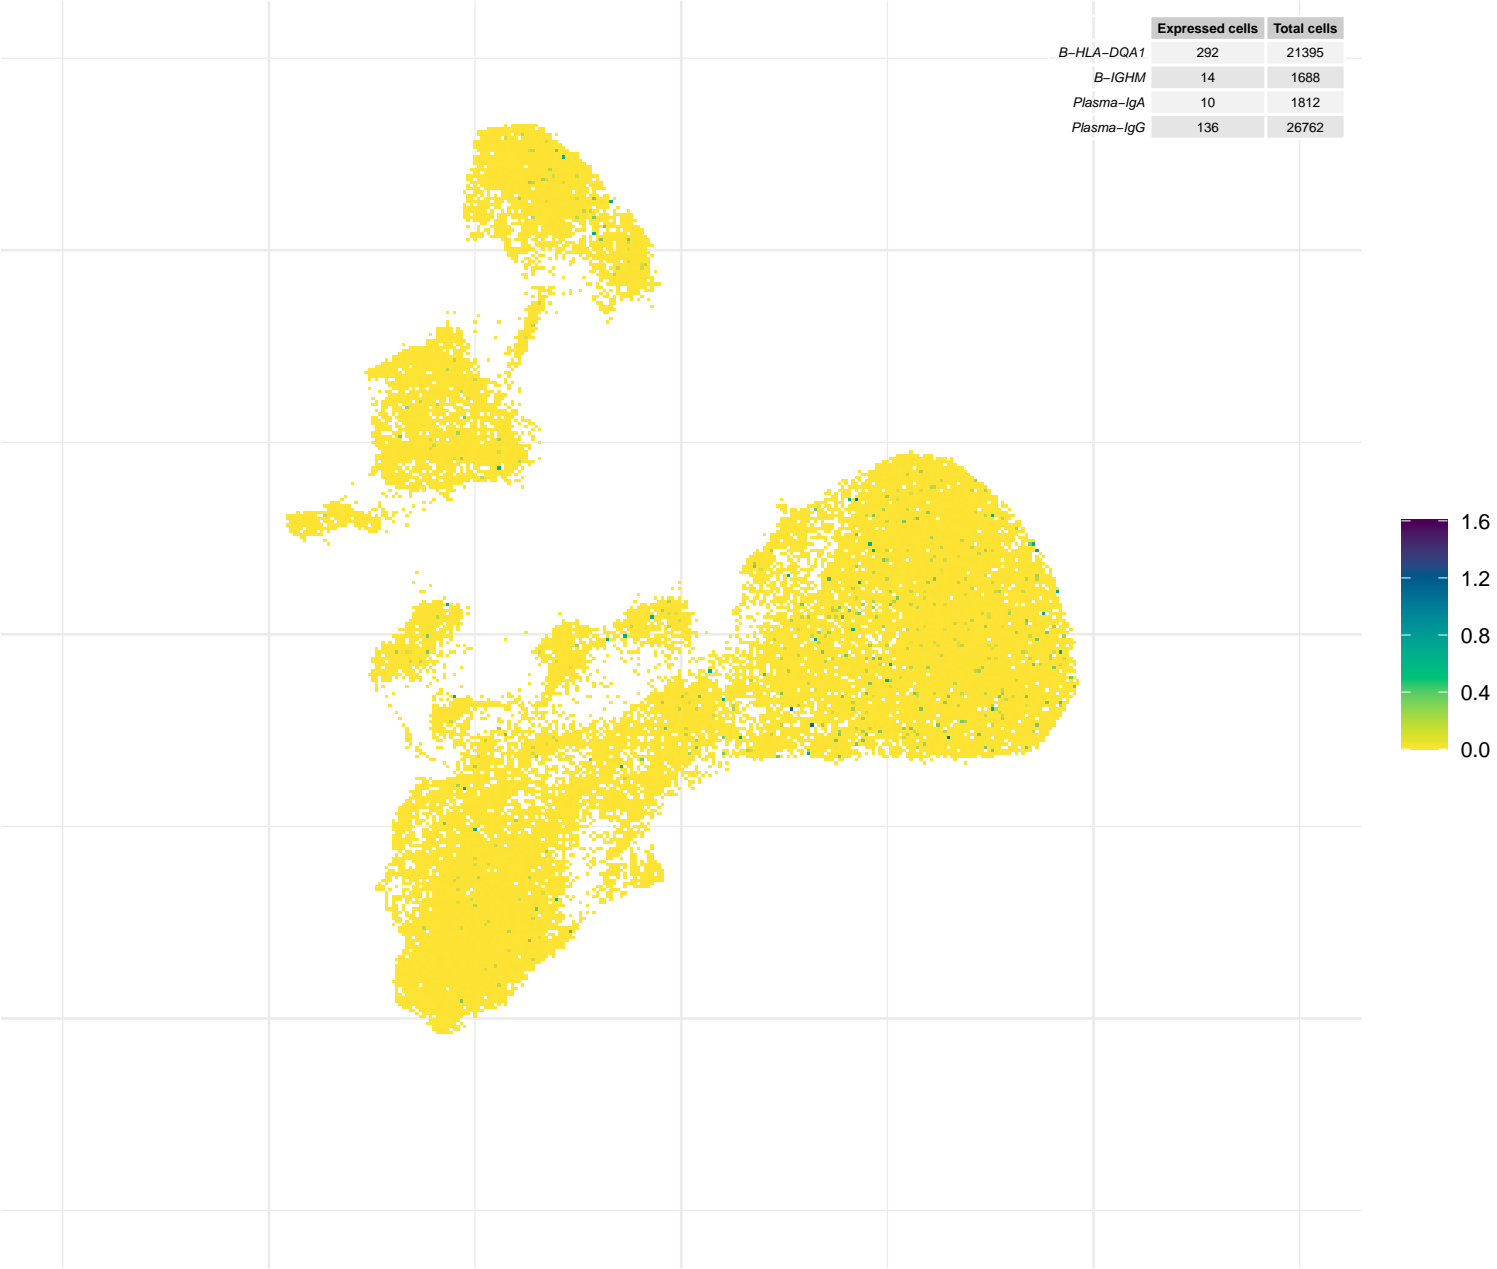 Expressed cells Total cells
B−HLA−DQA1 292 21395
B−IGHM 14 1688
Plasma−IgA 10 1812
Plasma−IgG 136 26762
1.6
1.2
0.8
0.4
0.0